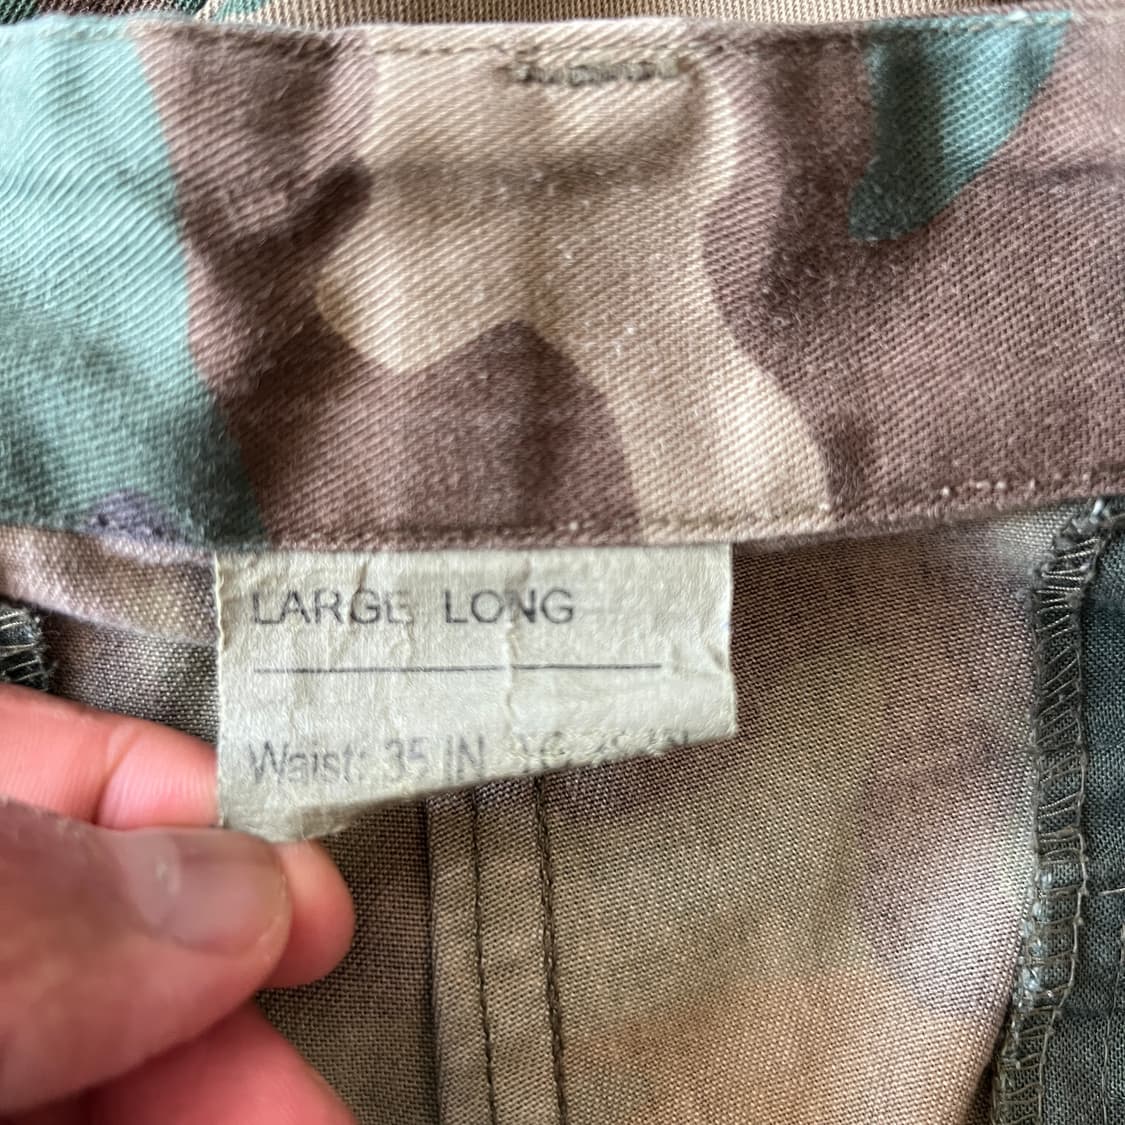 LARGE LONG
Waist: 35 IN